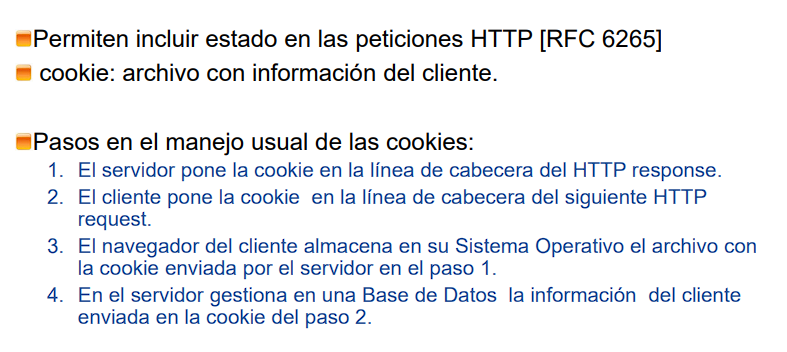 Permiten incluir estado en las peticiones HTTP [RFC 6265]
cookie: archivo con información del cliente.
Pasos en el manejo usual de las cookies:
1. El servidor pone la cookie en la línea de cabecera del HTTP response.
2. El cliente pone la cookie en la línea de cabecera del siguiente HTTP
request.
3. El navegador del cliente almacena en su Sistema Operativo el archivo con
la cookie enviada por el servidor en el paso 1.
4. En el servidor gestiona en una Base de Datos la información del cliente
enviada en la cookie del paso 2.